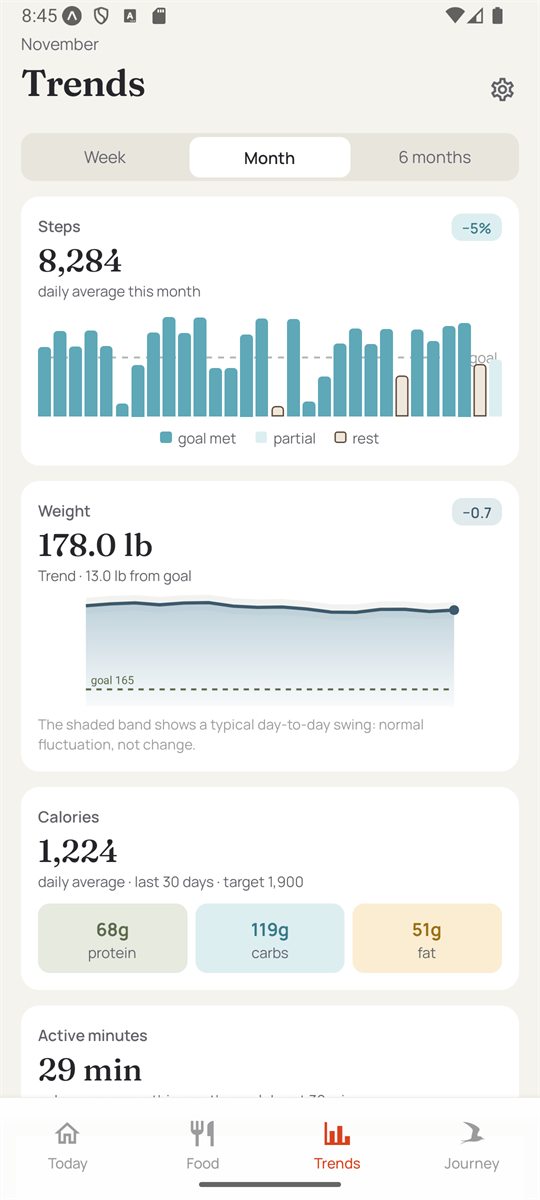 8:45
November
Trends
Week Month 6 months
Steps
−5%
8,284
daily average this month
goal
goal met partial rest
Weight
−0.7
178.0 lb
Trend · 13.0 lb from goal
goal 165
The shaded band shows a typical day-to-day swing: normal
fluctuation, not change.
Calories
1,224
daily average · last 30 days · target 1,900
68g 119g 51g
protein carbs fat
Active minutes
29 min
Today Food Trends Journey